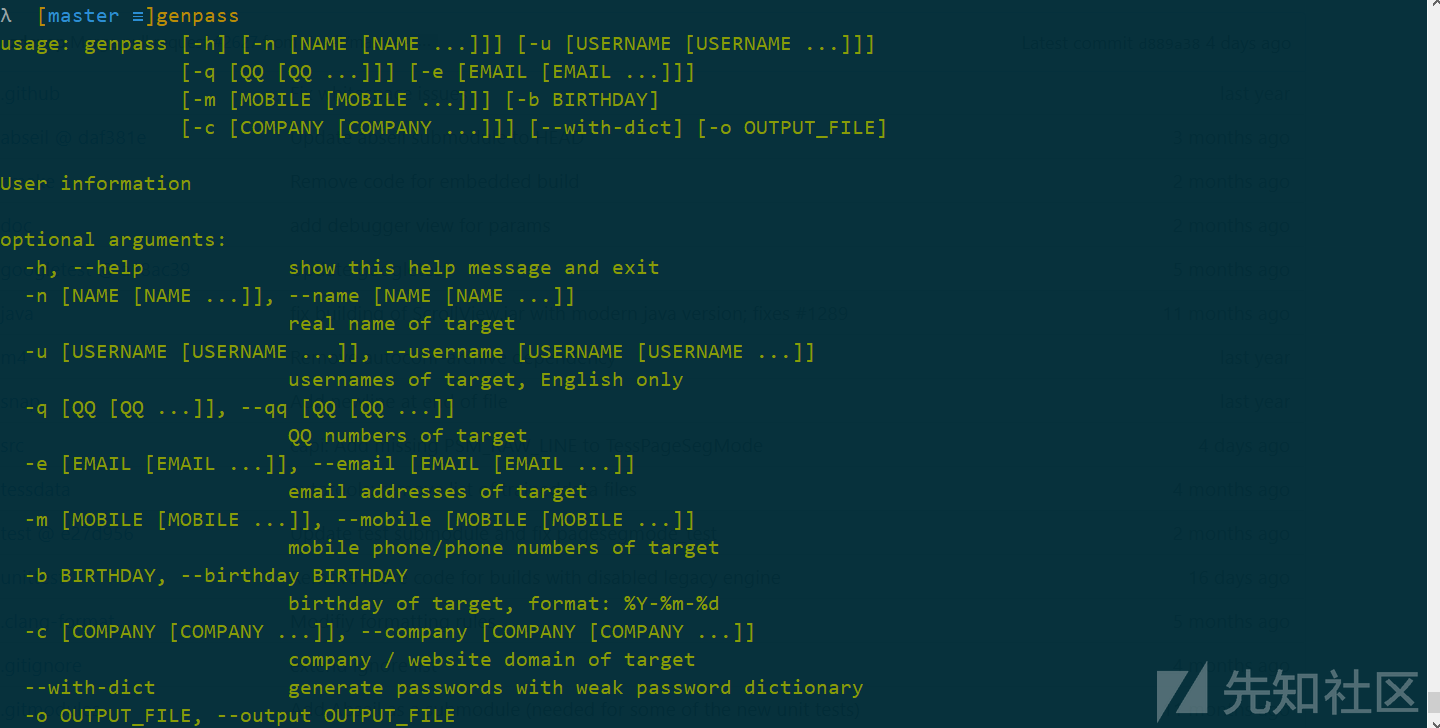 λ  [master ≡]genpass
usage: genpass [-h] [-n [NAME [NAME ...]]] [-u [USERNAME [USERNAME ...]]]
               [-q [QQ [QQ ...]]] [-e [EMAIL [EMAIL ...]]]
               [-m [MOBILE [MOBILE ...]]] [-b BIRTHDAY]
               [-c [COMPANY [COMPANY ...]]] [--with-dict] [-o OUTPUT_FILE]
User information
optional arguments:
  -h, --help            show this help message and exit
  -n [NAME [NAME ...]], --name [NAME [NAME ...]]
                        real name of target
  -u [USERNAME [USERNAME ...]], --username [USERNAME [USERNAME ...]]
                        usernames of target, English only
  -q [QQ [QQ ...]], --qq [QQ [QQ ...]]
                        QQ numbers of target
  -e [EMAIL [EMAIL ...]], --email [EMAIL [EMAIL ...]]
                        email addresses of target
  -m [MOBILE [MOBILE ...]], --mobile [MOBILE [MOBILE ...]]
                        mobile phone/phone numbers of target
  -b BIRTHDAY, --birthday BIRTHDAY
                        birthday of target, format: %Y-%m-%d
  -c [COMPANY [COMPANY ...]], --company [COMPANY [COMPANY ...]]
                        company / website domain of target
  --with-dict           generate passwords with weak password dictionary
  -o OUTPUT_FILE, --output OUTPUT_FILE
先知社区